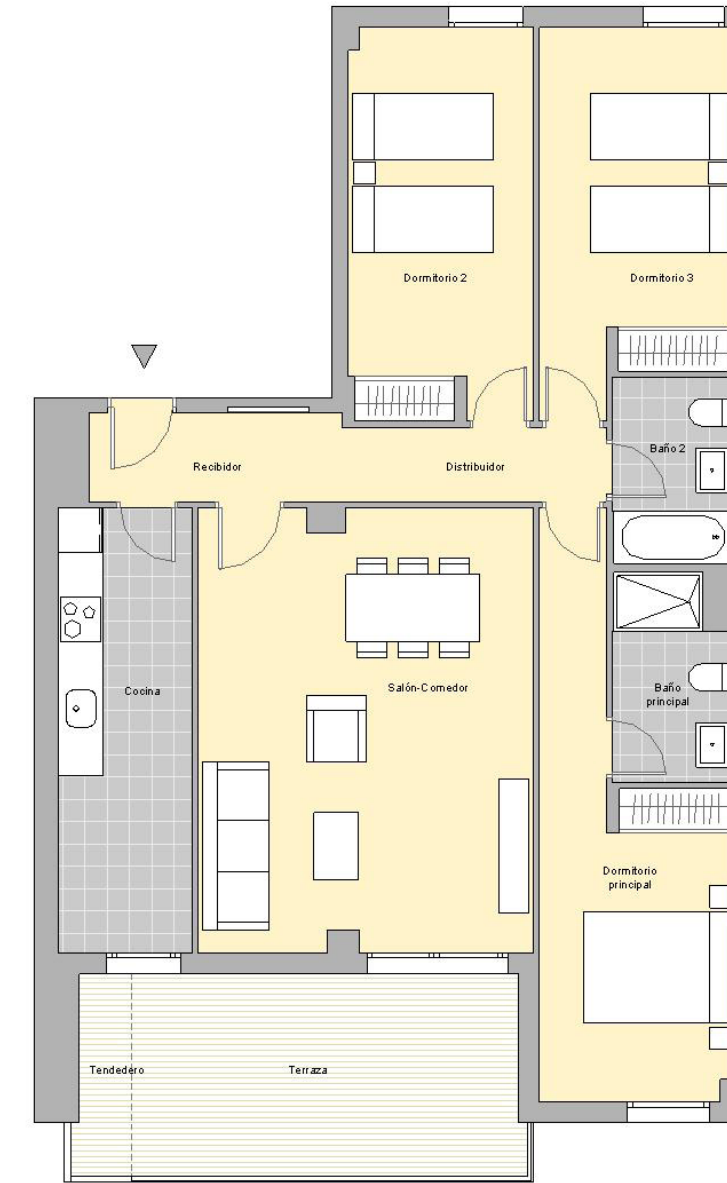 Dormitorio 2
Dormitorio 3
Recibidor
Distribuidor
Baño 2
Cocina
Salón-Comedor
Baño
principal
Dormitorio
principal
Tendedero
Terraza